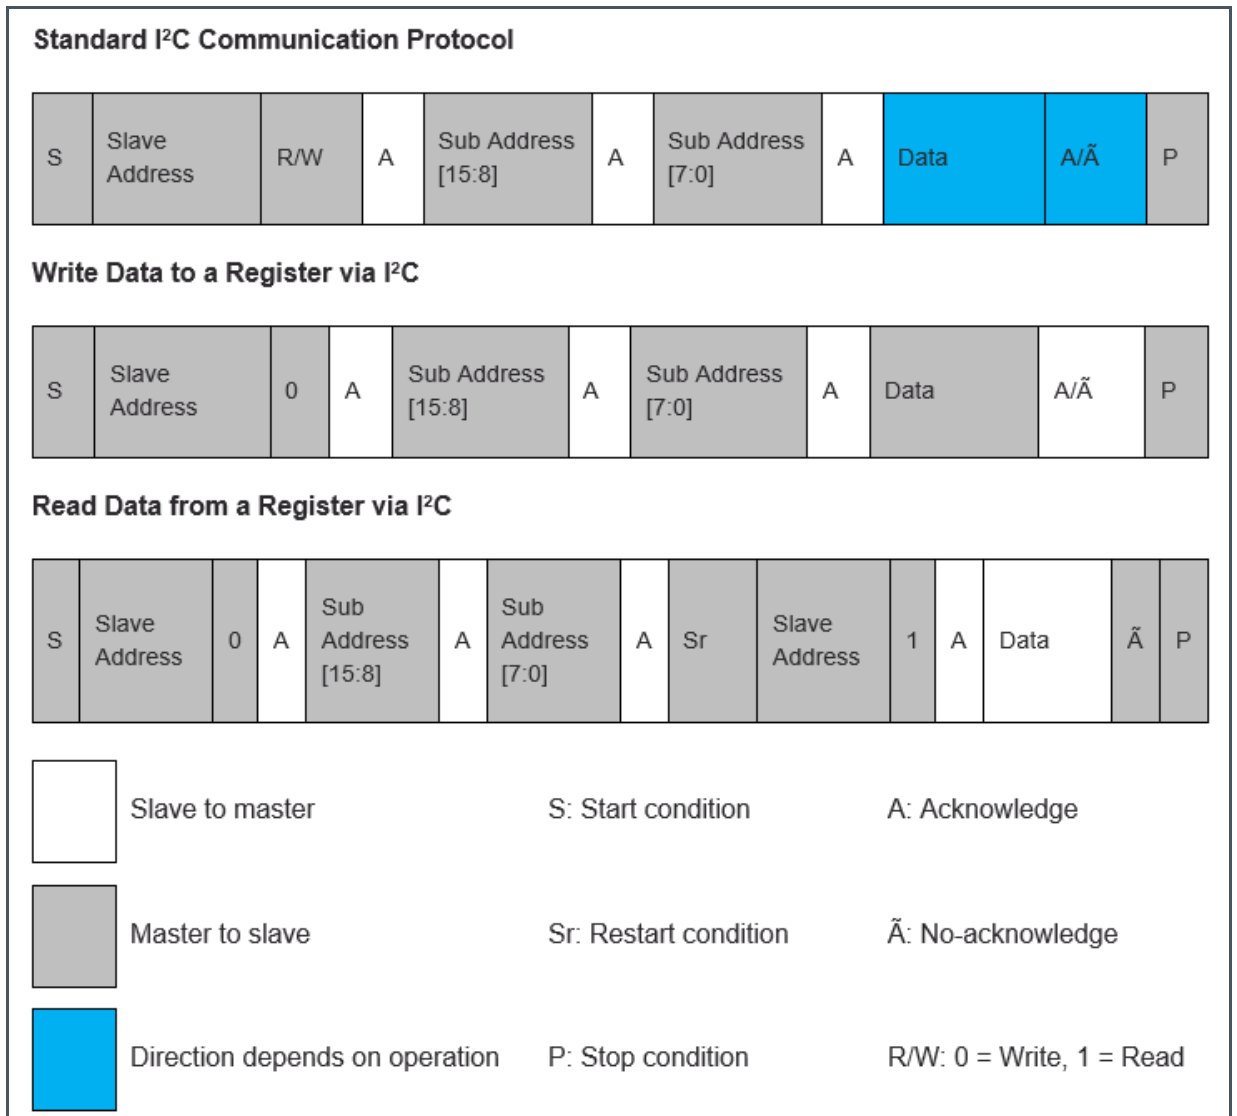 Standard I²C Communication Protocol
S Slave Address R/W A Sub Address [15:8] A Sub Address [7:0] A Data A/Ã P
Write Data to a Register via I²C
S Slave Address 0 A Sub Address [15:8] A Sub Address [7:0] A Data A/Ã P
Read Data from a Register via I²C
S Slave Address 0 A Sub Address [15:8] A Sub Address [7:0] A Sr Slave Address 1 A Data Ã P
Slave to master S: Start condition A: Acknowledge
Master to slave Sr: Restart condition Ã: No-acknowledge
Direction depends on operation P: Stop condition R/W: 0 = Write, 1 = Read